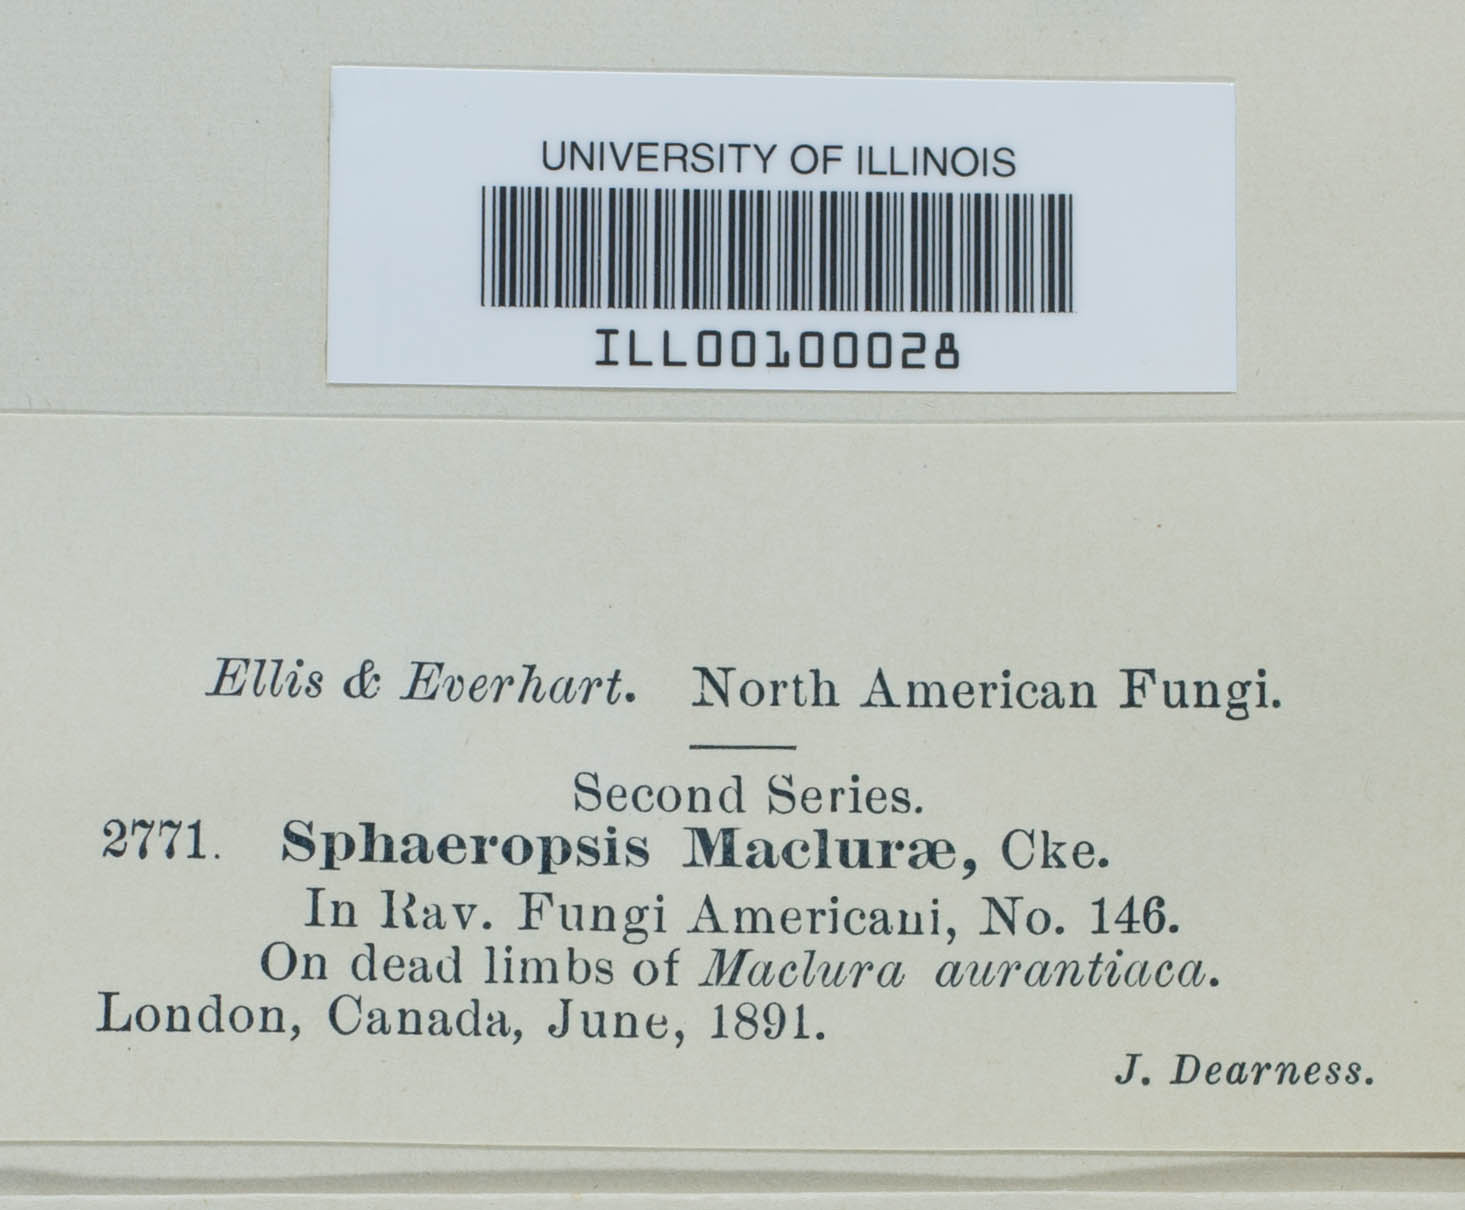 UNIVERSITY OF ILLINOIS
ILL00100028
Ellis & Everhart. North American Fungi.
Second Series.
2771. Sphaeropsis Macluræ, Cke.
In Rav. Fungi Americani, No. 146.
On dead limbs of Maclura aurantiaca.
London, Canada, June, 1891.
J. Dearness.